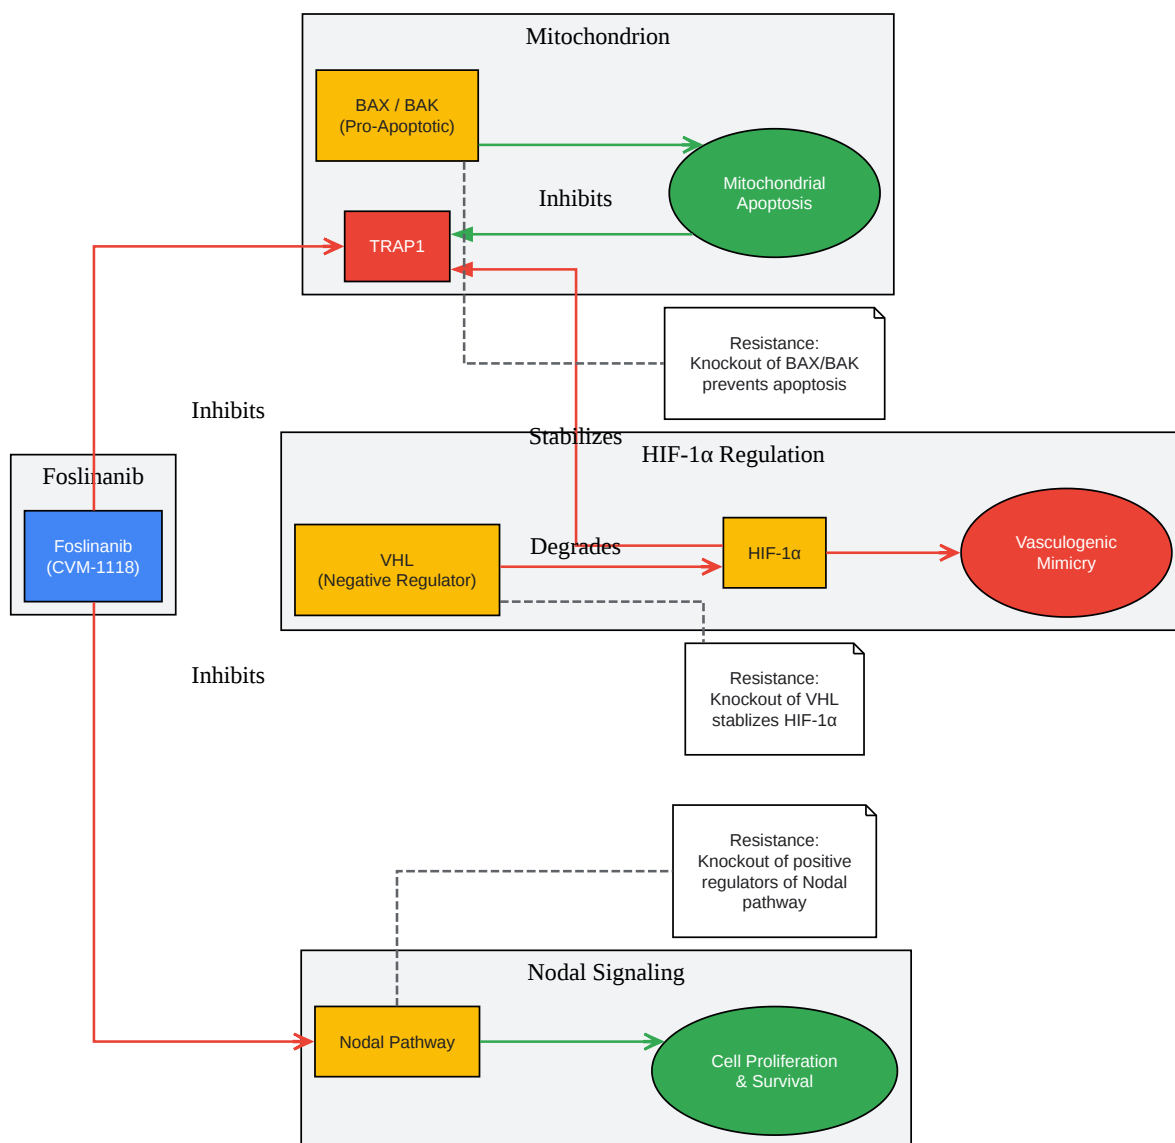 Mitochondrion
BAX / BAK
(Pro-Apoptotic)
Mitochondrial
Apoptosis
Inhibits
TRAP1
Resistance:
Knockout of BAX/BAK
prevents apoptosis
Inhibits
Stabilizes
HIF-1α Regulation
Foslinanib
Foslinanib
(CVM-1118)
VHL
(Negative Regulator)
Degrades
HIF-1α
Vasculogenic
Mimicry
Inhibits
Resistance:
Knockout of VHL
stablizes HIF-1α
Resistance:
Knockout of positive
regulators of Nodal
pathway
Nodal Signaling
Nodal Pathway
Cell Proliferation
& Survival